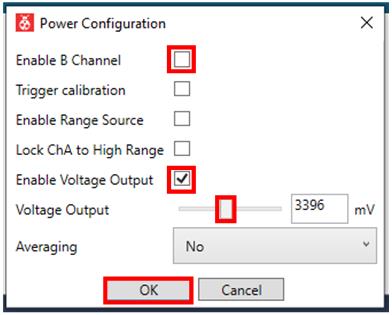 Power Configuration
Enable B Channel
Trigger calibration
Enable Range Source
Lock ChA to High Range
Enable Voltage Output
Voltage Output 3396 mV
Averaging No
OK Cancel